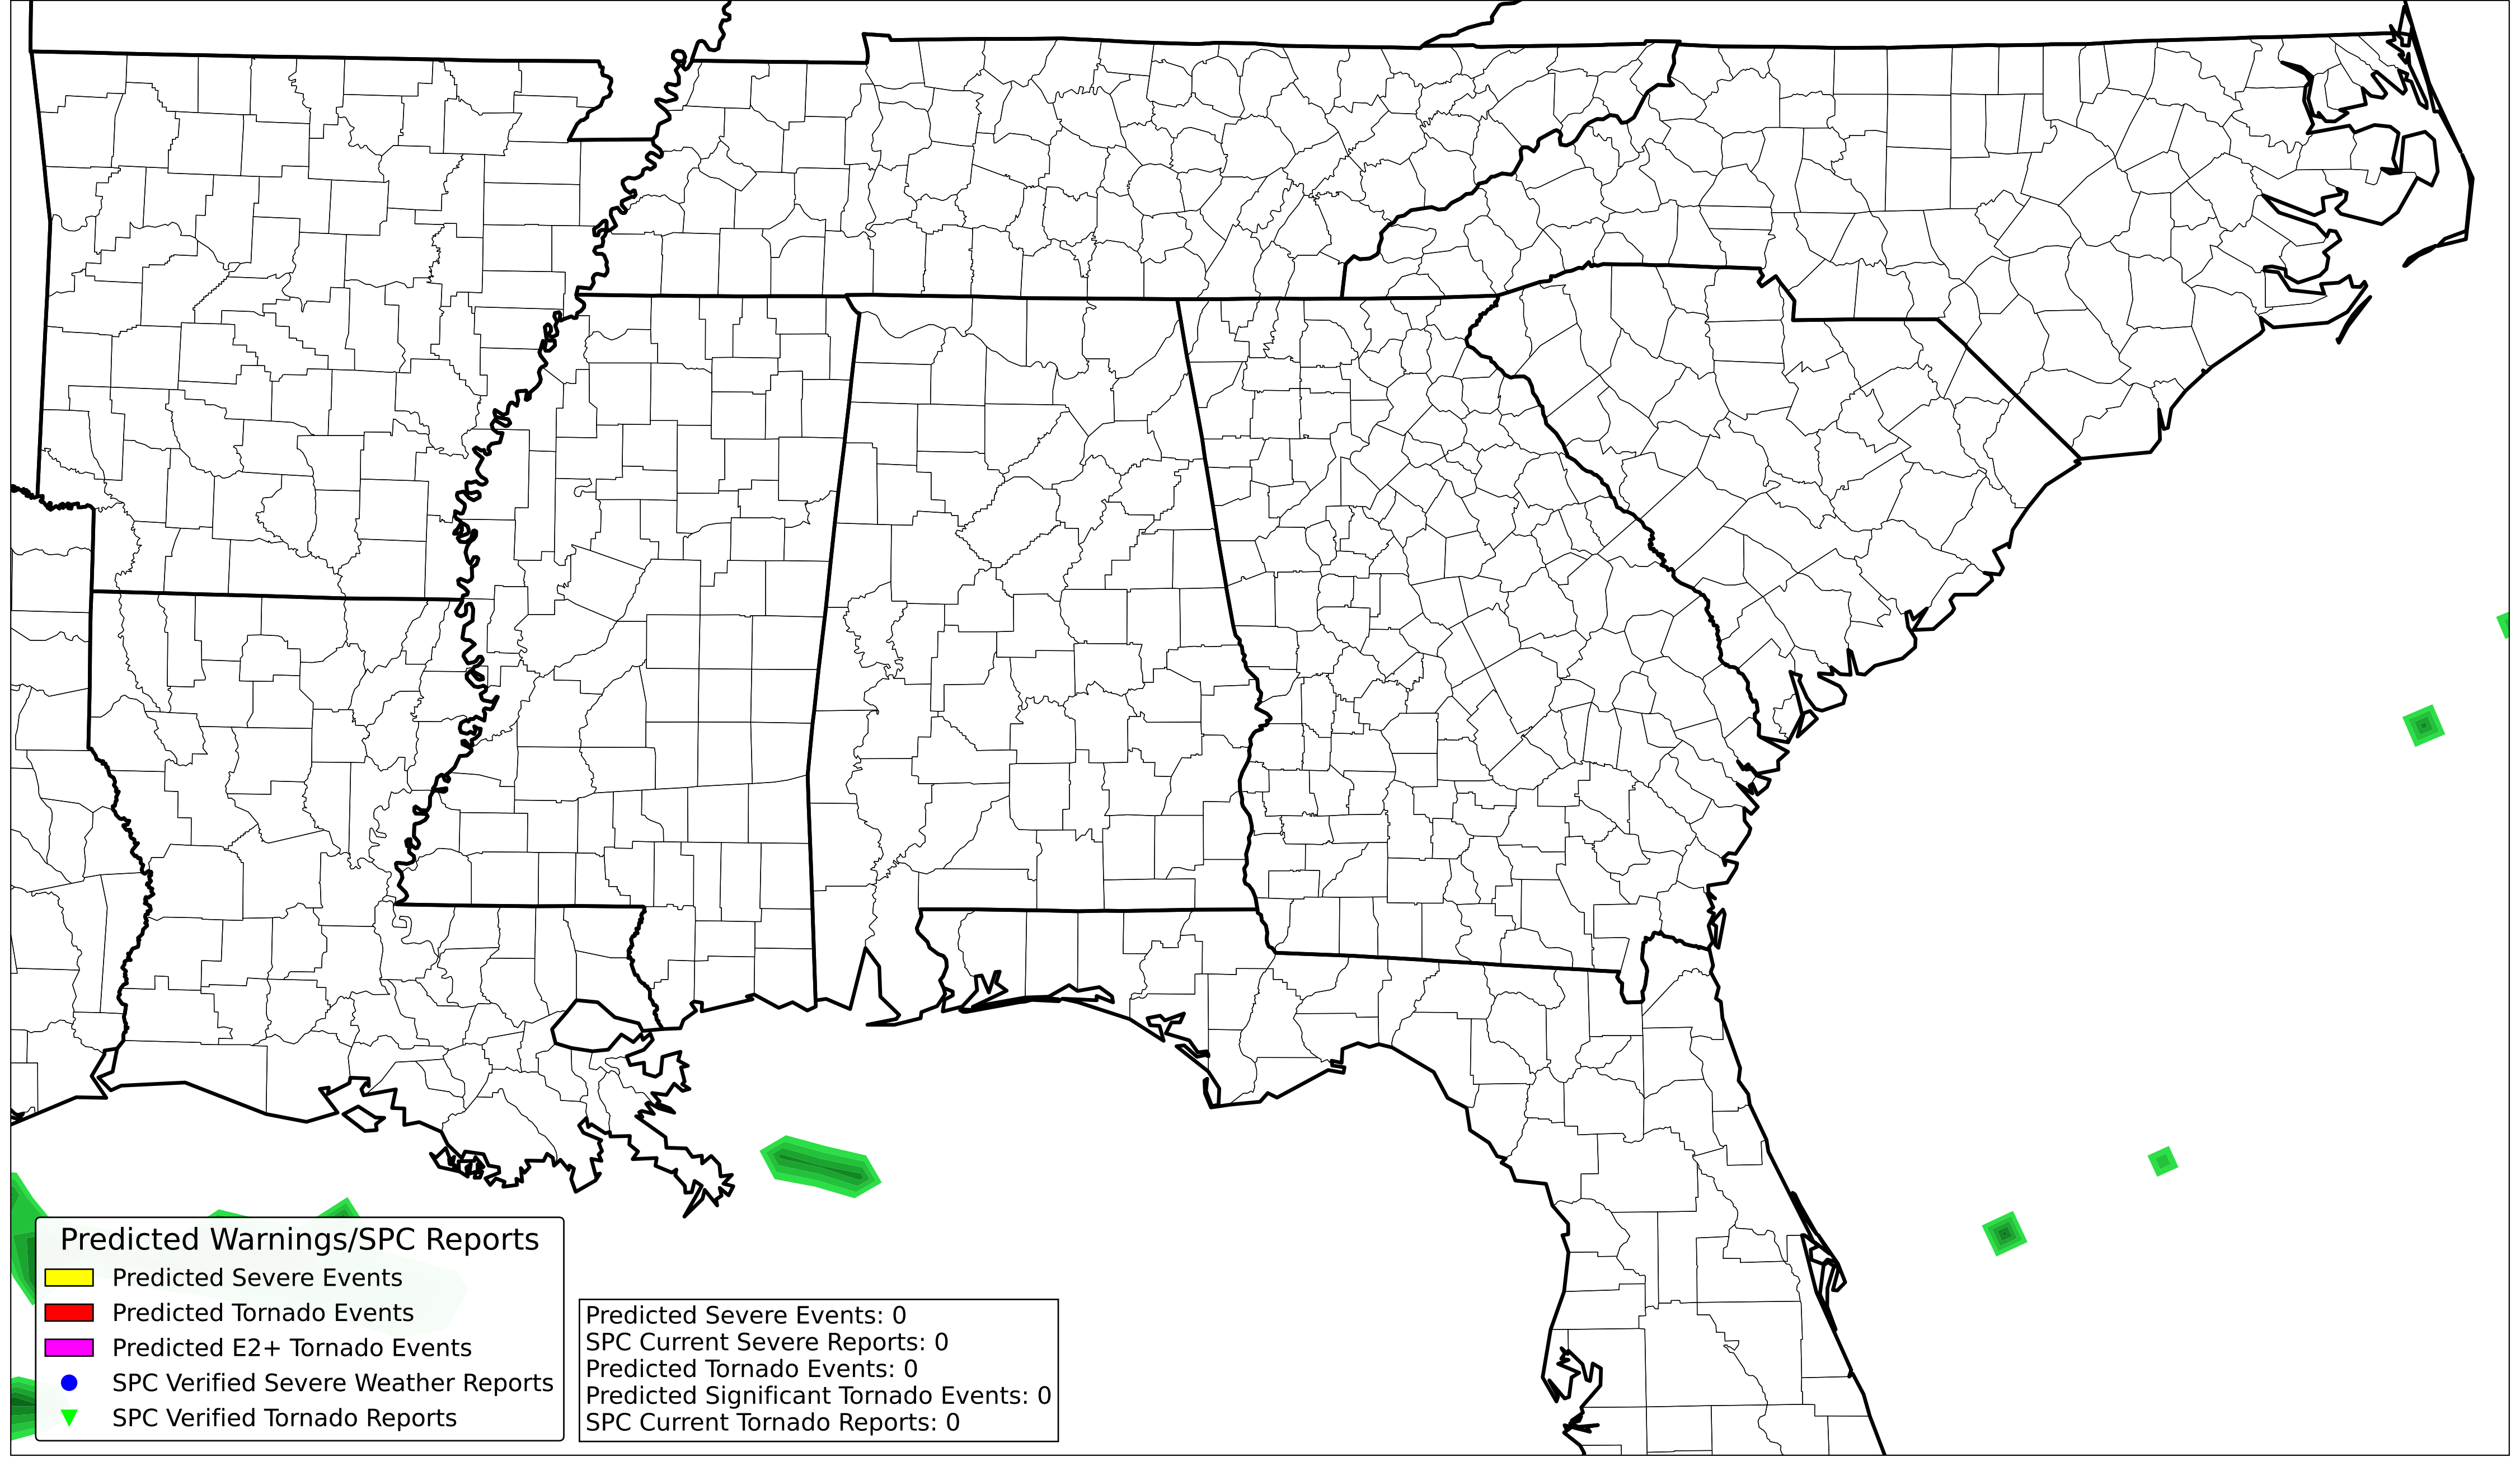 Predicted Warnings/SPC Reports
Predicted Severe Events
Predicted Tornado Events
Predicted E2+ Tornado Events
SPC Verified Severe Weather Reports
SPC Verified Tornado Reports
Predicted Severe Events: 0
SPC Current Severe Reports: 0
Predicted Tornado Events: 0
Predicted Significant Tornado Events: 0
SPC Current Tornado Reports: 0